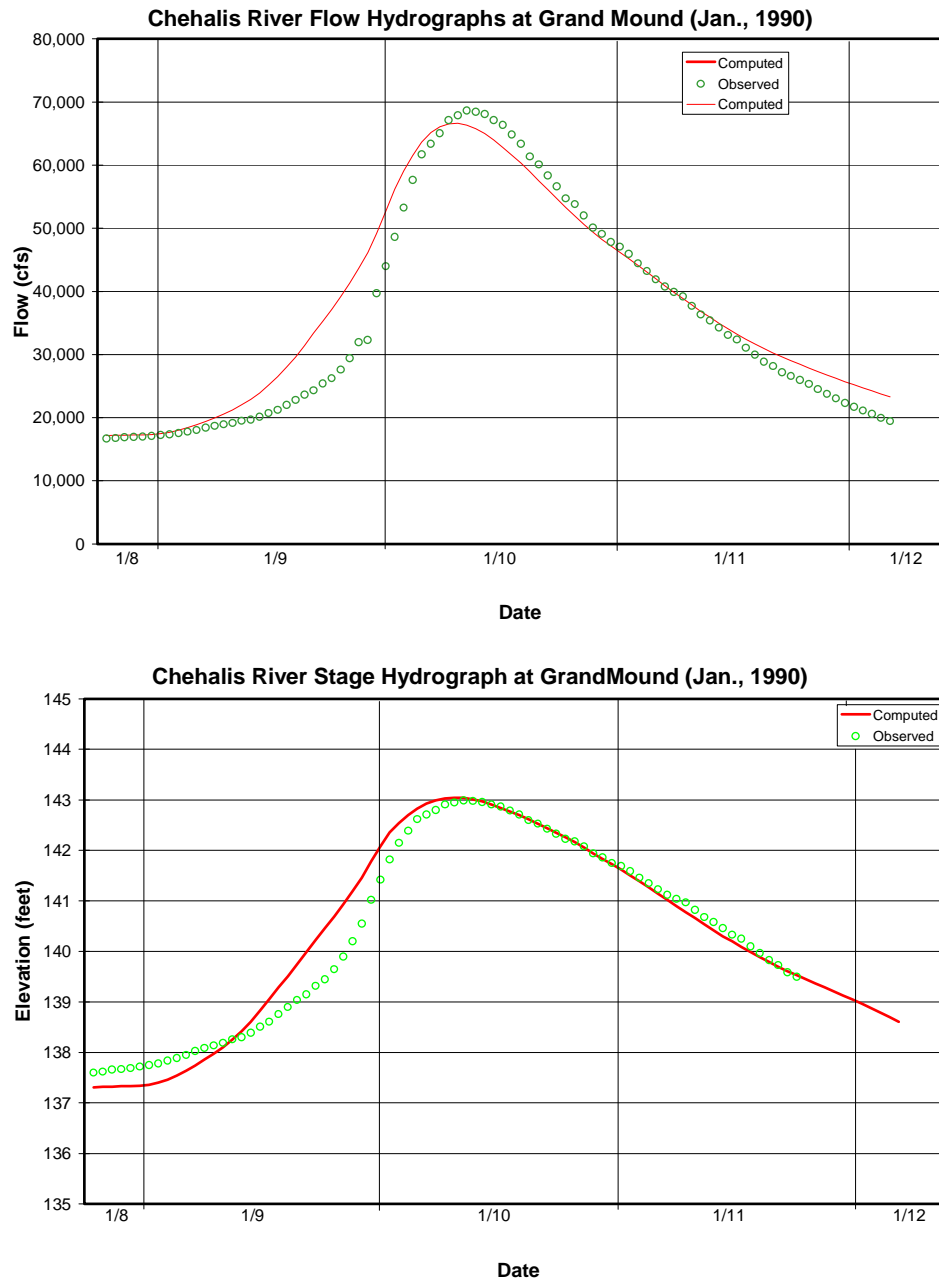 Chehalis River Flow Hydrographs at Grand Mound (Jan., 1990)
80,000
70,000
60,000
50,000
40,000
30,000
20,000
10,000
0
Flow (cfs)
Computed
Observed
Computed
1/8 1/9 1/10 1/11 1/12
Date
Chehalis River Stage Hydrograph at GrandMound (Jan., 1990)
145
144
143
142
141
140
139
138
137
136
135
Elevation (feet)
Computed
Observed
1/8 1/9 1/10 1/11 1/12
Date